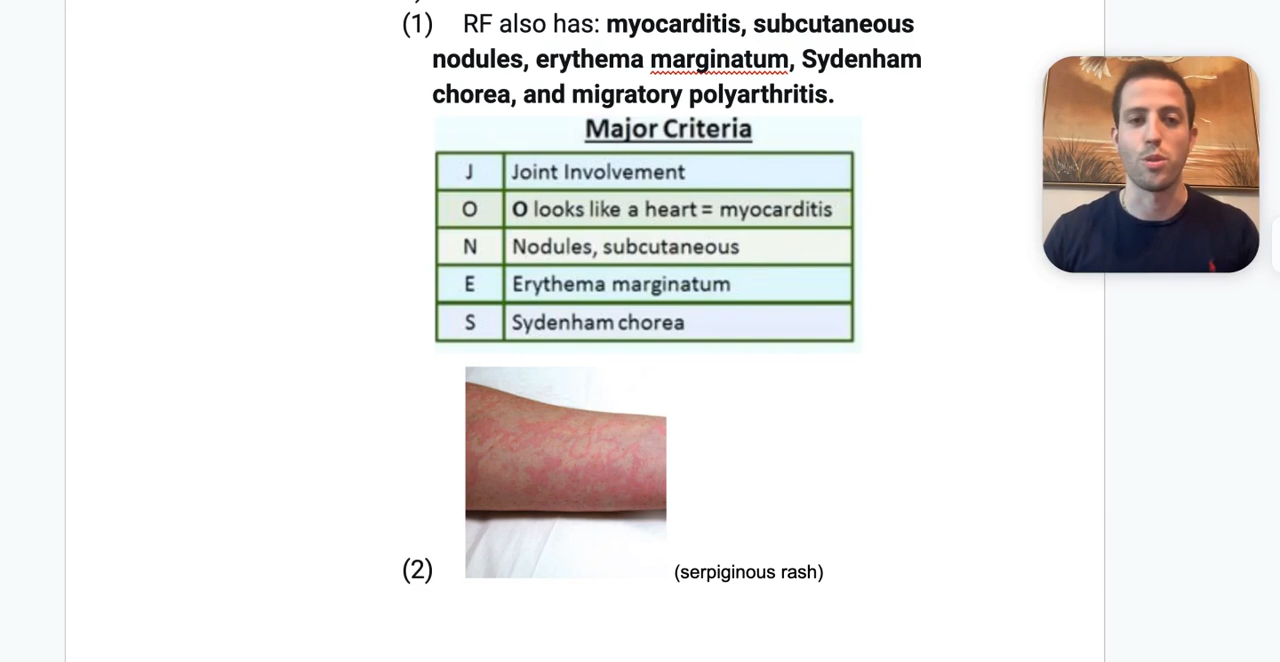 (1) RF also has: myocarditis, subcutaneous
nodules, erythema marginatum, Sydenham
chorea, and migratory polyarthritis.
Major Criteria
J Joint Involvement
O O looks like a heart = myocarditis
N Nodules, subcutaneous
E Erythema marginatum
S Sydenham chorea
(2) (serpiginous rash)